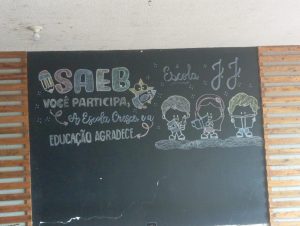 SAEB
VOCÊ PARTICIPA,
A Escola Cresce e a
EDUCAÇÃO AGRADECE
Escola JJ